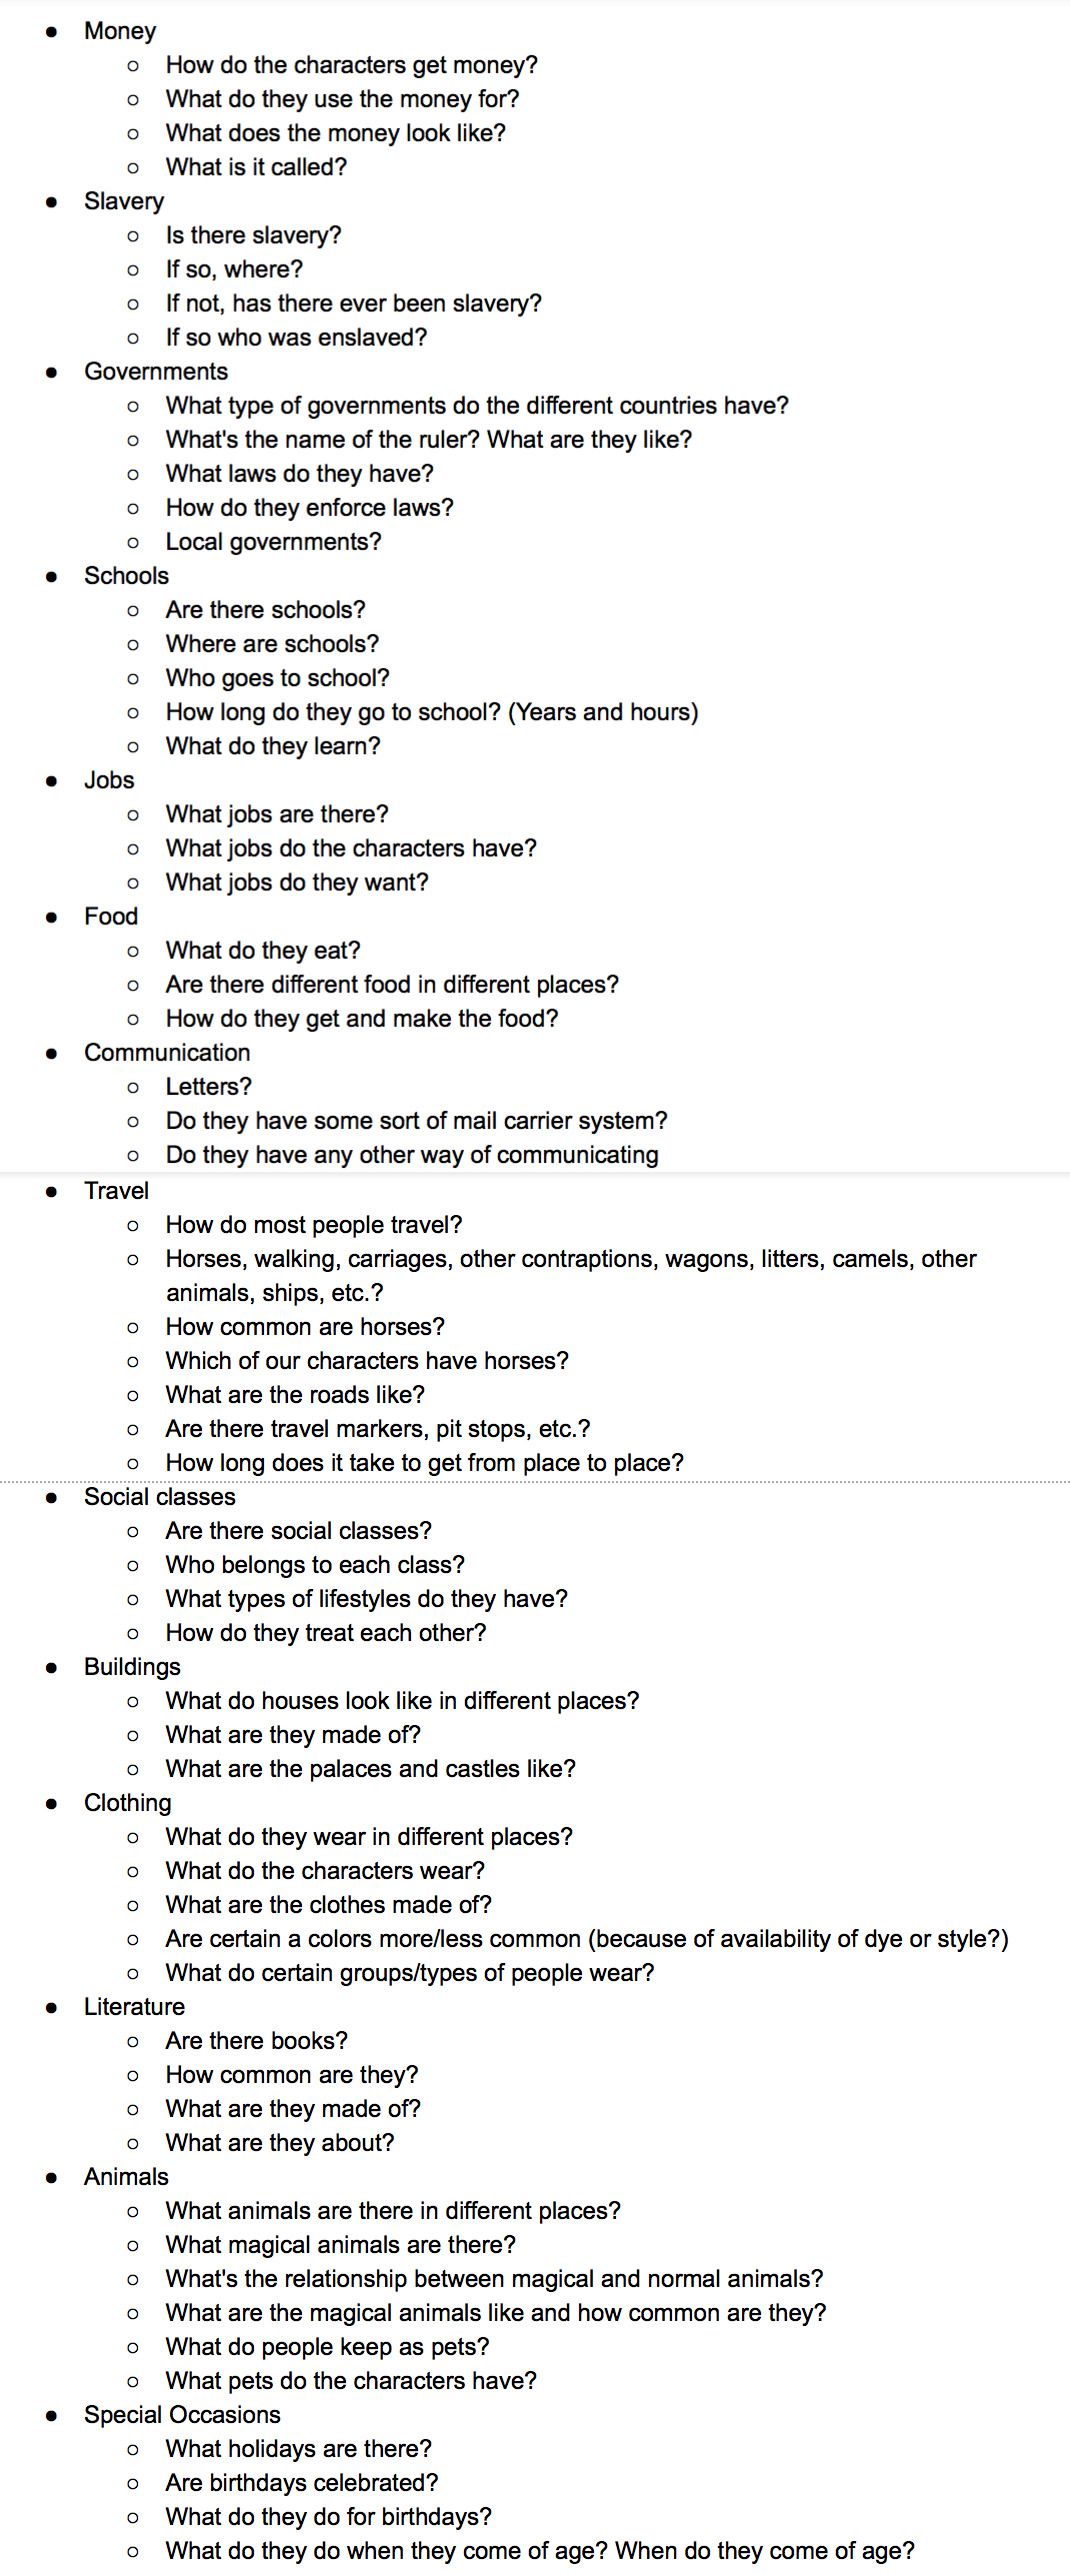 ● Money
○ How do the characters get money?
○ What do they use the money for?
○ What does the money look like?
○ What is it called?
● Slavery
○ Is there slavery?
○ If so, where?
○ If not, has there ever been slavery?
○ If so who was enslaved?
● Governments
○ What type of governments do the different countries have?
○ What's the name of the ruler? What are they like?
○ What laws do they have?
○ How do they enforce laws?
○ Local governments?
● Schools
○ Are there schools?
○ Where are schools?
○ Who goes to school?
○ How long do they go to school? (Years and hours)
○ What do they learn?
● Jobs
○ What jobs are there?
○ What jobs do the characters have?
○ What jobs do they want?
● Food
○ What do they eat?
○ Are there different food in different places?
○ How do they get and make the food?
● Communication
○ Letters?
○ Do they have some sort of mail carrier system?
○ Do they have any other way of communicating
● Travel
○ How do most people travel?
○ Horses, walking, carriages, other contraptions, wagons, litters, camels, other
animals, ships, etc.?
○ How common are horses?
○ Which of our characters have horses?
○ What are the roads like?
○ Are there travel markers, pit stops, etc.?
○ How long does it take to get from place to place?
● Social classes
○ Are there social classes?
○ Who belongs to each class?
○ What types of lifestyles do they have?
○ How do they treat each other?
● Buildings
○ What do houses look like in different places?
○ What are they made of?
○ What are the palaces and castles like?
● Clothing
○ What do they wear in different places?
○ What do the characters wear?
○ What are the clothes made of?
○ Are certain a colors more/less common (because of availability of dye or style?)
○ What do certain groups/types of people wear?
● Literature
○ Are there books?
○ How common are they?
○ What are they made of?
○ What are they about?
● Animals
○ What animals are there in different places?
○ What magical animals are there?
○ What's the relationship between magical and normal animals?
○ What are the magical animals like and how common are they?
○ What do people keep as pets?
○ What pets do the characters have?
● Special Occasions
○ What holidays are there?
○ Are birthdays celebrated?
○ What do they do for birthdays?
○ What do they do when they come of age? When do they come of age?